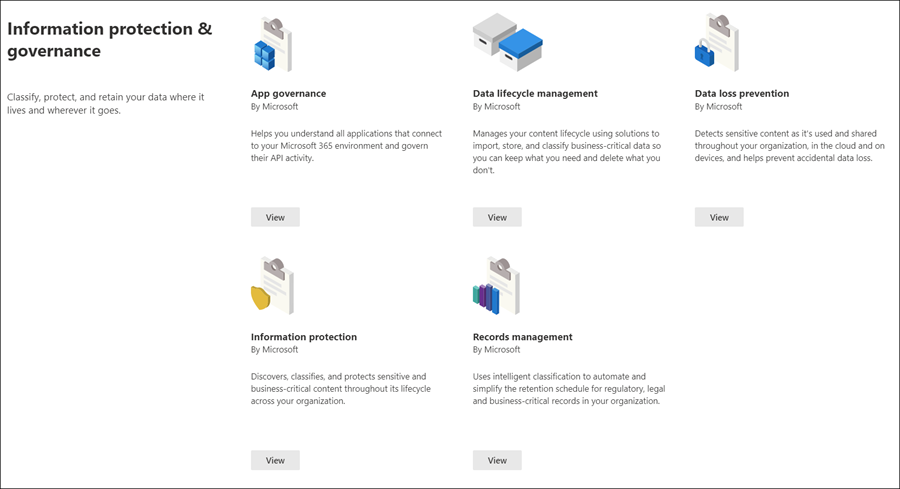 Information protection &
governance
Classify, protect, and retain your data where it
lives and wherever it goes.
App governance
By Microsoft
Helps you understand all applications that connect
to your Microsoft 365 environment and govern
their API activity.
View
Data lifecycle management
By Microsoft
Manages your content lifecycle using solutions to
import, store, and classify business-critical data so
you can keep what you need and delete what you
don't.
View
Data loss prevention
By Microsoft
Detects sensitive content as it's used and shared
throughout your organization, in the cloud and on
devices, and helps prevent accidental data loss.
View
Information protection
By Microsoft
Discovers, classifies, and protects sensitive and
business-critical content throughout its lifecycle
across your organization.
View
Records management
By Microsoft
Uses intelligent classification to automate and
simplify the retention schedule for regulatory, legal
and business-critical records in your organization.
View